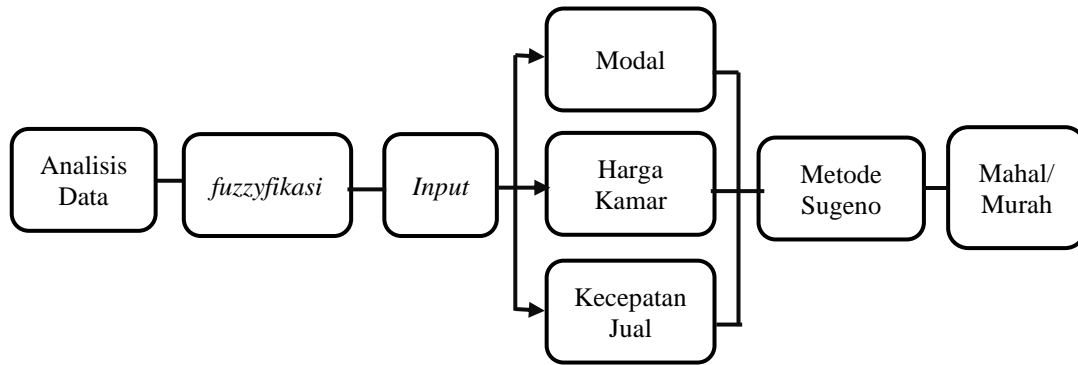 Analisis
Data
fuzzyfikasi
Input
Modal
Harga
Kamar
Kecepatan
Jual
Metode
Sugeno
Mahal/
Murah